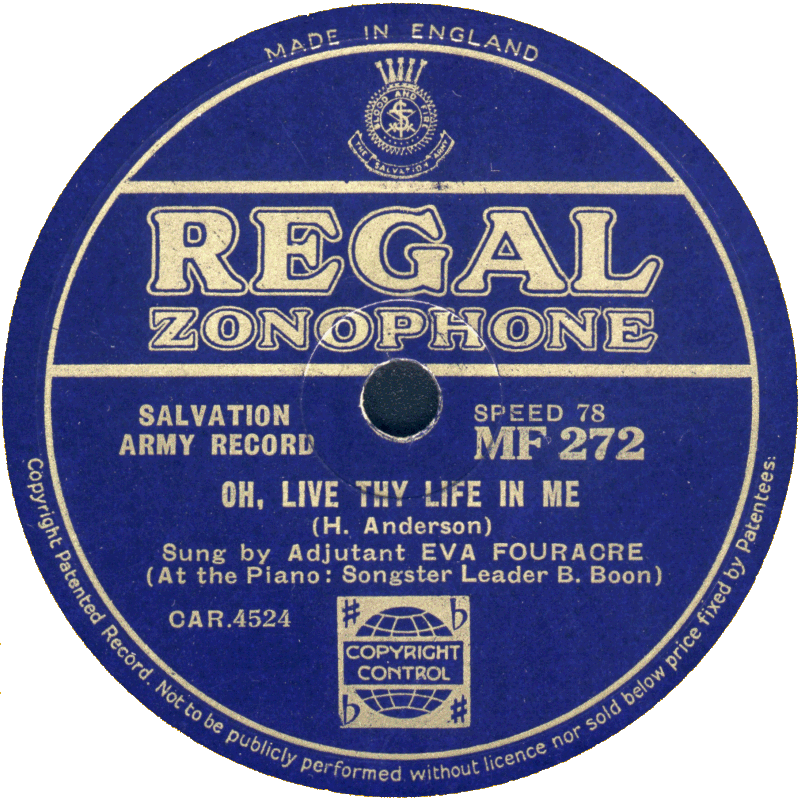 MADE IN ENGLAND
BLOOD AND FIRE
S
THE SALVATION ARMY
REGAL
ZONOPHONE
SALVATION
ARMY RECORD
SPEED 78
MF 272
OH, LIVE THY LIFE IN ME
(H. Anderson)
Sung by Adjutant EVA FOURACRE
(At the Piano: Songster Leader B. Boon)
CAR.4524
♯ ♭
COPYRIGHT
CONTROL
♭ ♯
Copyright Patented Record. Not to be publicly performed without licence nor sold below price fixed by Patentees: